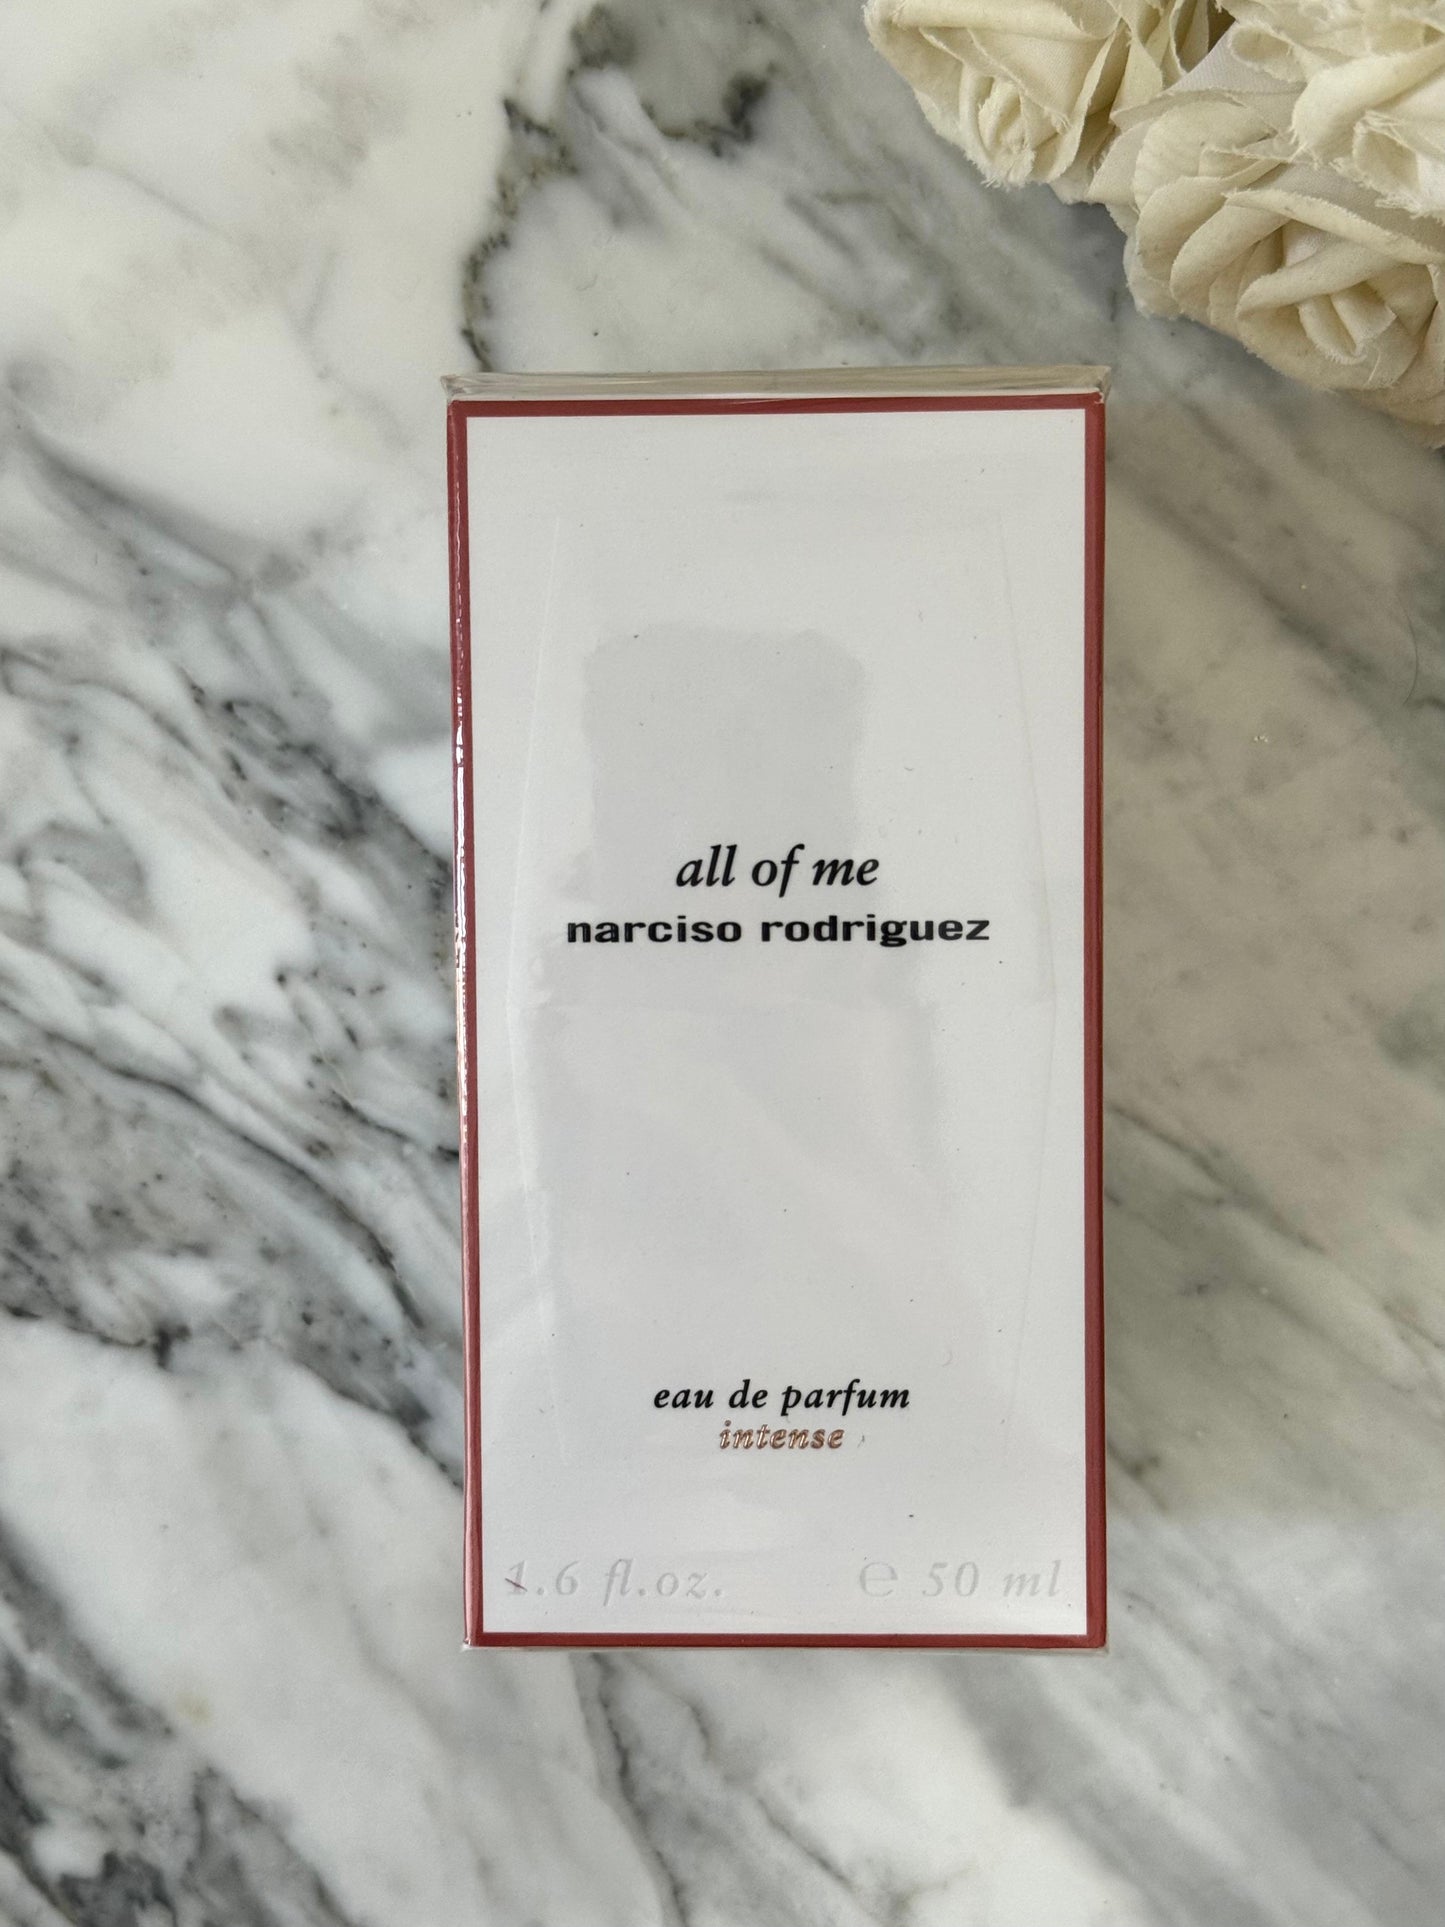 all of me
narciso rodriguez
eau de parfum
intense
1.6 fl.oz. ℮ 50 ml